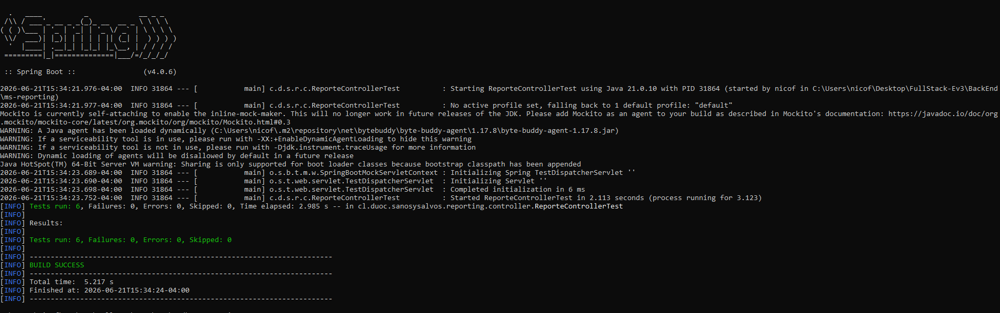 .   ____          _            __ _ _
 /\\ / ___'_ __ _ _(_)_ __  __ _ \ \ \ \
( ( )\___ | '_ | '_| | '_ \/ _` | \ \ \ \
 \\/  ___)| |_)| | | | | || (_| |  ) ) ) )
  '  |____| .__|_| |_|_| |_\__, | / / / /
 =========|_|==============|___/=/_/_/_/
 :: Spring Boot ::                (v4.0.6)
2026-06-21T15:34:21.976-04:00  INFO 31864 --- [           main] c.d.s.r.c.ReporteControllerTest          : Starting ReporteControllerTest using Java 21.0.10 with PID 31864 (started by nicof in C:\Users\nicof\Desktop\FullStack-Ev3\BackEnd
\ms-reporting)
2026-06-21T15:34:21.977-04:00  INFO 31864 --- [           main] c.d.s.r.c.ReporteControllerTest          : No active profile set, falling back to 1 default profile: "default"
Mockito is currently self-attaching to enable the inline-mock-maker. This will no longer work in future releases of the JDK. Please add Mockito as an agent to your build as described in Mockito's documentation: https://javadoc.io/doc/org
.mockito/mockito-core/latest/org.mockito/org/mockito/Mockito.html#0.3
WARNING: A Java agent has been loaded dynamically (C:\Users\nicof\.m2\repository\net\bytebuddy\byte-buddy-agent\1.17.8\byte-buddy-agent-1.17.8.jar)
WARNING: If a serviceability tool is in use, please run with -XX:+EnableDynamicAgentLoading to hide this warning
WARNING: If a serviceability tool is not in use, please run with -Djdk.instrument.traceUsage for more information
WARNING: Dynamic loading of agents will be disallowed by default in a future release
Java HotSpot(TM) 64-Bit Server VM warning: Sharing is only supported for boot loader classes because bootstrap classpath has been appended
2026-06-21T15:34:23.689-04:00  INFO 31864 --- [           main] o.s.b.t.m.w.SpringBootMockServletContext : Initializing Spring TestDispatcherServlet ''
2026-06-21T15:34:23.690-04:00  INFO 31864 --- [           main] o.s.t.web.servlet.TestDispatcherServlet  : Initializing Servlet ''
2026-06-21T15:34:23.698-04:00  INFO 31864 --- [           main] o.s.t.web.servlet.TestDispatcherServlet  : Completed initialization in 6 ms
2026-06-21T15:34:23.752-04:00  INFO 31864 --- [           main] c.d.s.r.c.ReporteControllerTest          : Started ReporteControllerTest in 2.113 seconds (process running for 3.123)
[INFO] Tests run: 6, Failures: 0, Errors: 0, Skipped: 0, Time elapsed: 2.985 s -- in cl.duoc.sanosysalvos.reporting.controller.ReporteControllerTest
[INFO]
[INFO] Results:
[INFO]
[INFO] Tests run: 6, Failures: 0, Errors: 0, Skipped: 0
[INFO]
[INFO] ------------------------------------------------------------------------
[INFO] BUILD SUCCESS
[INFO] ------------------------------------------------------------------------
[INFO] Total time:  5.217 s
[INFO] Finished at: 2026-06-21T15:34:24-04:00
[INFO] ------------------------------------------------------------------------